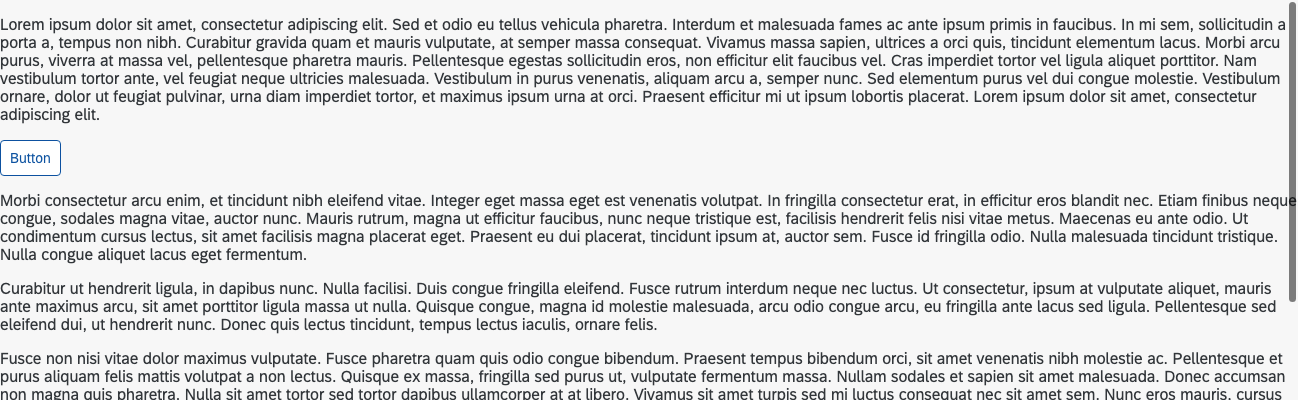 Lorem ipsum dolor sit amet, consectetur adipiscing elit. Sed et odio eu tellus vehicula pharetra. Interdum et malesuada fames ac ante ipsum primis in faucibus. In mi sem, sollicitudin a
porta a, tempus non nibh. Curabitur gravida quam et mauris vulputate, at semper massa consequat. Vivamus massa sapien, ultrices a orci quis, tincidunt elementum lacus. Morbi arcu
purus, viverra at massa vel, pellentesque pharetra mauris. Pellentesque egestas sollicitudin eros, non efficitur elit faucibus vel. Cras imperdiet tortor vel ligula aliquet porttitor. Nam
vestibulum tortor ante, vel feugiat neque ultricies malesuada. Vestibulum in purus venenatis, aliquam arcu a, semper nunc. Sed elementum purus vel dui congue molestie. Vestibulum
ornare, dolor ut feugiat pulvinar, urna diam imperdiet tortor, et maximus ipsum urna at orci. Praesent efficitur mi ut ipsum lobortis placerat. Lorem ipsum dolor sit amet, consectetur
adipiscing elit.
Button
Morbi consectetur arcu enim, et tincidunt nibh eleifend vitae. Integer eget massa eget est venenatis volutpat. In fringilla consectetur erat, in efficitur eros blandit nec. Etiam finibus neque
congue, sodales magna vitae, auctor nunc. Mauris rutrum, magna ut efficitur faucibus, nunc neque tristique est, facilisis hendrerit felis nisi vitae metus. Maecenas eu ante odio. Ut
condimentum cursus lectus, sit amet facilisis magna placerat eget. Praesent eu dui placerat, tincidunt ipsum at, auctor sem. Fusce id fringilla odio. Nulla malesuada tincidunt tristique.
Nulla congue aliquet lacus eget fermentum.
Curabitur ut hendrerit ligula, in dapibus nunc. Nulla facilisi. Duis congue fringilla eleifend. Fusce rutrum interdum neque nec luctus. Ut consectetur, ipsum at vulputate aliquet, mauris
ante maximus arcu, sit amet porttitor ligula massa ut nulla. Quisque congue, magna id molestie malesuada, arcu odio congue arcu, eu fringilla ante lacus sed ligula. Pellentesque sed
eleifend dui, ut hendrerit nunc. Donec quis lectus tincidunt, tempus lectus iaculis, ornare felis.
Fusce non nisi vitae dolor maximus vulputate. Fusce pharetra quam quis odio congue bibendum. Praesent tempus bibendum orci, sit amet venenatis nibh molestie ac. Pellentesque et
purus aliquam felis mattis volutpat a non lectus. Quisque ex massa, fringilla sed purus ut, vulputate fermentum massa. Nullam sodales et sapien sit amet malesuada. Donec accumsan
non magna quis pharetra. Nulla sit amet tortor sed tortor dapibus ullamcorper at at libero. Vivamus sit amet turpis sed mi luctus consequat nec sit amet sem. Nunc eros mauris, cursus